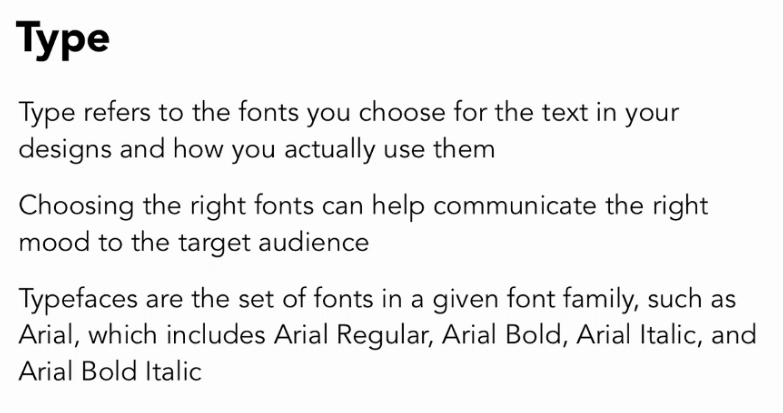 Type
Type refers to the fonts you choose for the text in your
designs and how you actually use them
Choosing the right fonts can help communicate the right
mood to the target audience
Typefaces are the set of fonts in a given font family, such as
Arial, which includes Arial Regular, Arial Bold, Arial Italic, and
Arial Bold Italic